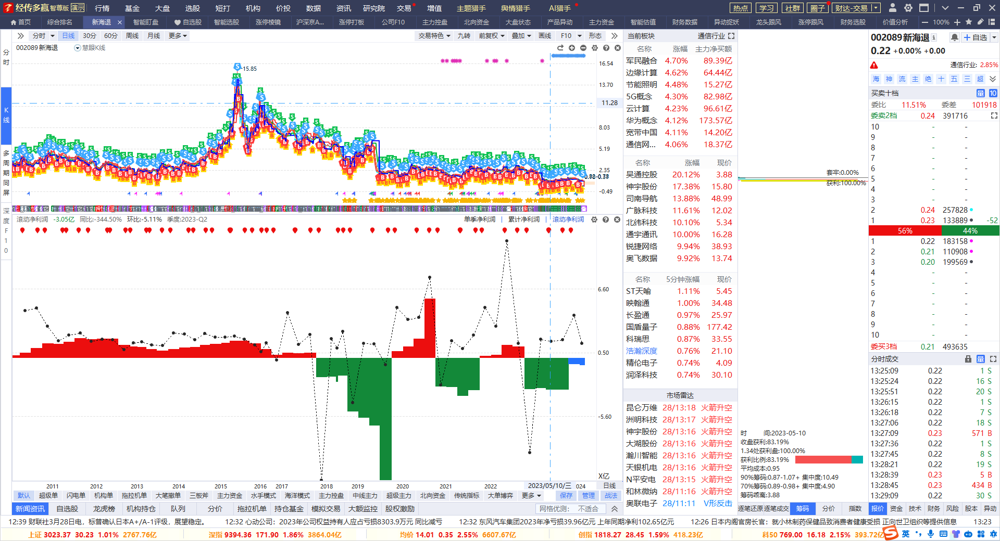 经传多赢 智尊版 演示 行情 基金 大盘 选股 短打 机构 价投 数据 资讯 研究院 交易 增值 主题猎手 舆情猎手 AI猎手 热点 学习 社群 圈子 财达-交易
首页 综合排名 新海退 × 智能盯盘 自选股 智能选股 涨停棱镜 沪深京A... 涨停打板 公司F10 主力控盘 北向资金 大盘状态 产品异动 主力资金 智能估值 财务数据 异动捉妖 龙头跟风 涨停跟风 财务选股 价值分析 100%
分时 日线 30分 60分 周线 月线 更多 交易特色 九转 前复权 叠加 画线 F10 形态
002089 新海退 慧眼K线
分时
K线
多周期同屏
深度F10
15.85
16.54
13.70
11.28
8.03
5.19
2.35
-0.49
滚动净利润 -3.05亿 同比:-344.50% 环比:-5.11% 季度:2023-Q2 单季净利润 | 累计净利润 | 滚动净利润
6.60
0.50
-5.60
X亿
2011 2012 2013 2014 2015 2016 2017 2018 2019 2020 2021 2022 2023/05/10/三 024 日线
默认 超级单 闪电单 机构单 拖拉机单 大笔撤单 三板斧 主力资金 水手模式 海洋模式 主力控盘 中线主力 超级主力 北向资金 传统指标 大单博弈 更多 保存 管理 战法
新闻资讯 自选股 龙虎榜 机构持仓 队列 分价 拖拉机单 持仓基金 模拟交易 大额监控 股权激励 网格优测: 不适合
当前板块 通信行业
名称 涨幅 主力净买额
军民融合 4.70% 89.39亿
边缘计算 4.62% 64.44亿
节能照明 4.48% 15.27亿
5G概念 4.30% 82.98亿
云计算 4.23% 96.61亿
华为概念 4.12% 173.57亿
宽带中国 4.11% 14.20亿
通信网... 4.06% 18.37亿
名称 涨幅 现价
吴通控股 20.12% 3.88
神宇股份 17.38% 15.80
司南导航 13.88% 48.99
广脉科技 11.61% 12.02
北纬科技 10.10% 5.34
通宇通讯 10.00% 16.28
锐捷网络 9.94% 38.93
奥飞数据 9.92% 13.74
名称 5分钟涨幅 现价
ST天喻 1.11% 5.45
映翰通 1.00% 34.48
长盈通 0.97% 25.97
国盾量子 0.88% 177.42
科瑞思 0.87% 33.55
浩瀚深度 0.76% 21.10
精伦电子 0.74% 4.09
润泽科技 0.74% 30.10
市场雷达
昆仑万维 28/13:18 火箭升空
洲明科技 28/13:17 火箭升空
神宇股份 28/13:16 火箭升空
大湖股份 28/13:16 火箭升空
瀚川智能 28/13:16 火箭升空
天银机电 28/13:16 火箭升空
N平安电 28/13:15 火箭升空
和林微纳 28/11:16 火箭升空
奥联电子 28/11:11 V形反击
套牢:0.00%
获利:100.00%
时 间:2023-05-10
收盘获利:83.19%
1.34处获利盘:100.00%
获利比例:83.19%
平均成本:0.95
90%筹码:0.87-1.07+ 集中度:10.49
70%筹码:0.89-0.98+ 集中度:4.90
筹码乖离:3.88
逐笔还原 逐笔成交 筹码 分价 指数 报价 资金 技术 财务 风险 股本 异动
002089 新海退 自选
0.22 +0.00% +0.00
通信行业: 2.85%
海 神 流 主 绝 十 五 三 超
买卖十档 量 10
委比 11.51% 委差 101918
委卖2档 0.24 391716
10 - -
9 - -
8 - -
7 - -
6 - -
5 - -
4 - -
3 - -
2 0.24 257828
1 0.23 133889 -52
56% 44%
1 0.22 183158
2 0.21 110908
3 0.20 199569
4 - -
5 - -
6 - -
7 - -
8 - -
9 - -
10 - -
委买3档 0.21 493635
分时成交 量
13:25:09 0.22 1 S
13:25:24 0.22 16 S
13:25:51 0.22 20 S
13:26:15 0.22 1 S
13:26:18 0.22 7 S
13:27:06 0.22 18 S
13:27:09 0.23 571 B
13:27:36 0.22 1 S
13:27:45 0.22 8 S
13:28:21 0.22 19 S
13:28:39 0.23 5 B
13:28:45 0.23 434 B
13:29:09 0.22 30 S
12:39 财联社3月28日电，标普确认日本A+/A-1评级，展望稳定。 12:32 心动公司：2023年公司权益持有人应占亏损8303.9万元 同比减亏 12:32 东风汽车集团2023年净亏损39.96亿元 上年同期净利102.65亿元 12:26 日本内阁官房长官：就小林制药保健品致消费者健康受损 正向世卫组织等提供信息 13:23
上证 3023.37 30.23 1.01% 2767.76亿 深指 9394.36 171.90 1.86% 3864.04亿 均价 14.01 0.35 2.55% 6607.67亿 创指 1818.27 28.45 1.59% 418.23亿 科50 769.00 16.18 2.15% 393.72亿 英